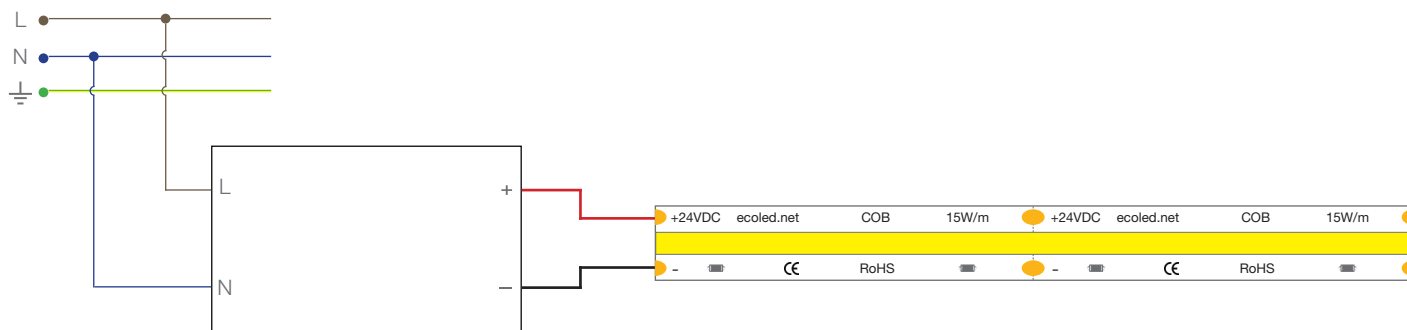 L
N
L +
N –
+24VDC ecoled.net COB 15W/m +24VDC ecoled.net COB 15W/m
- CE RoHS - CE RoHS